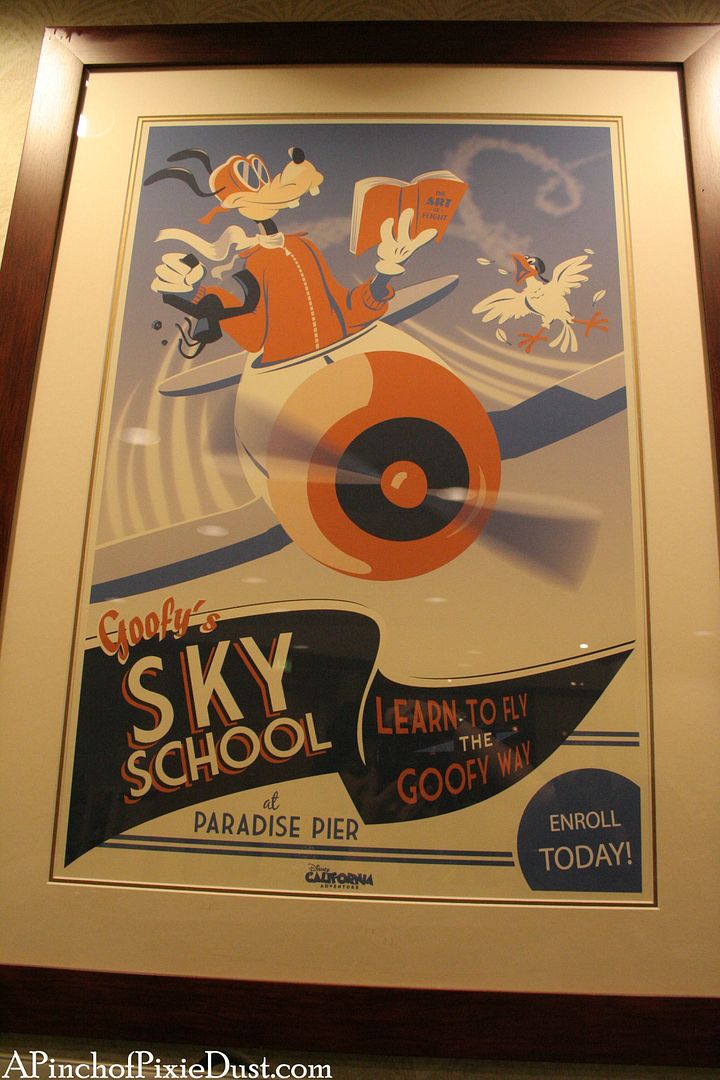 THE
ART
OF
FLIGHT
Goofy's
SKY
SCHOOL
LEARN TO FLY
THE
GOOFY WAY
at
PARADISE PIER
ENROLL
TODAY!
Disney
CALIFORNIA
ADVENTURE
APinchofPixieDust.com